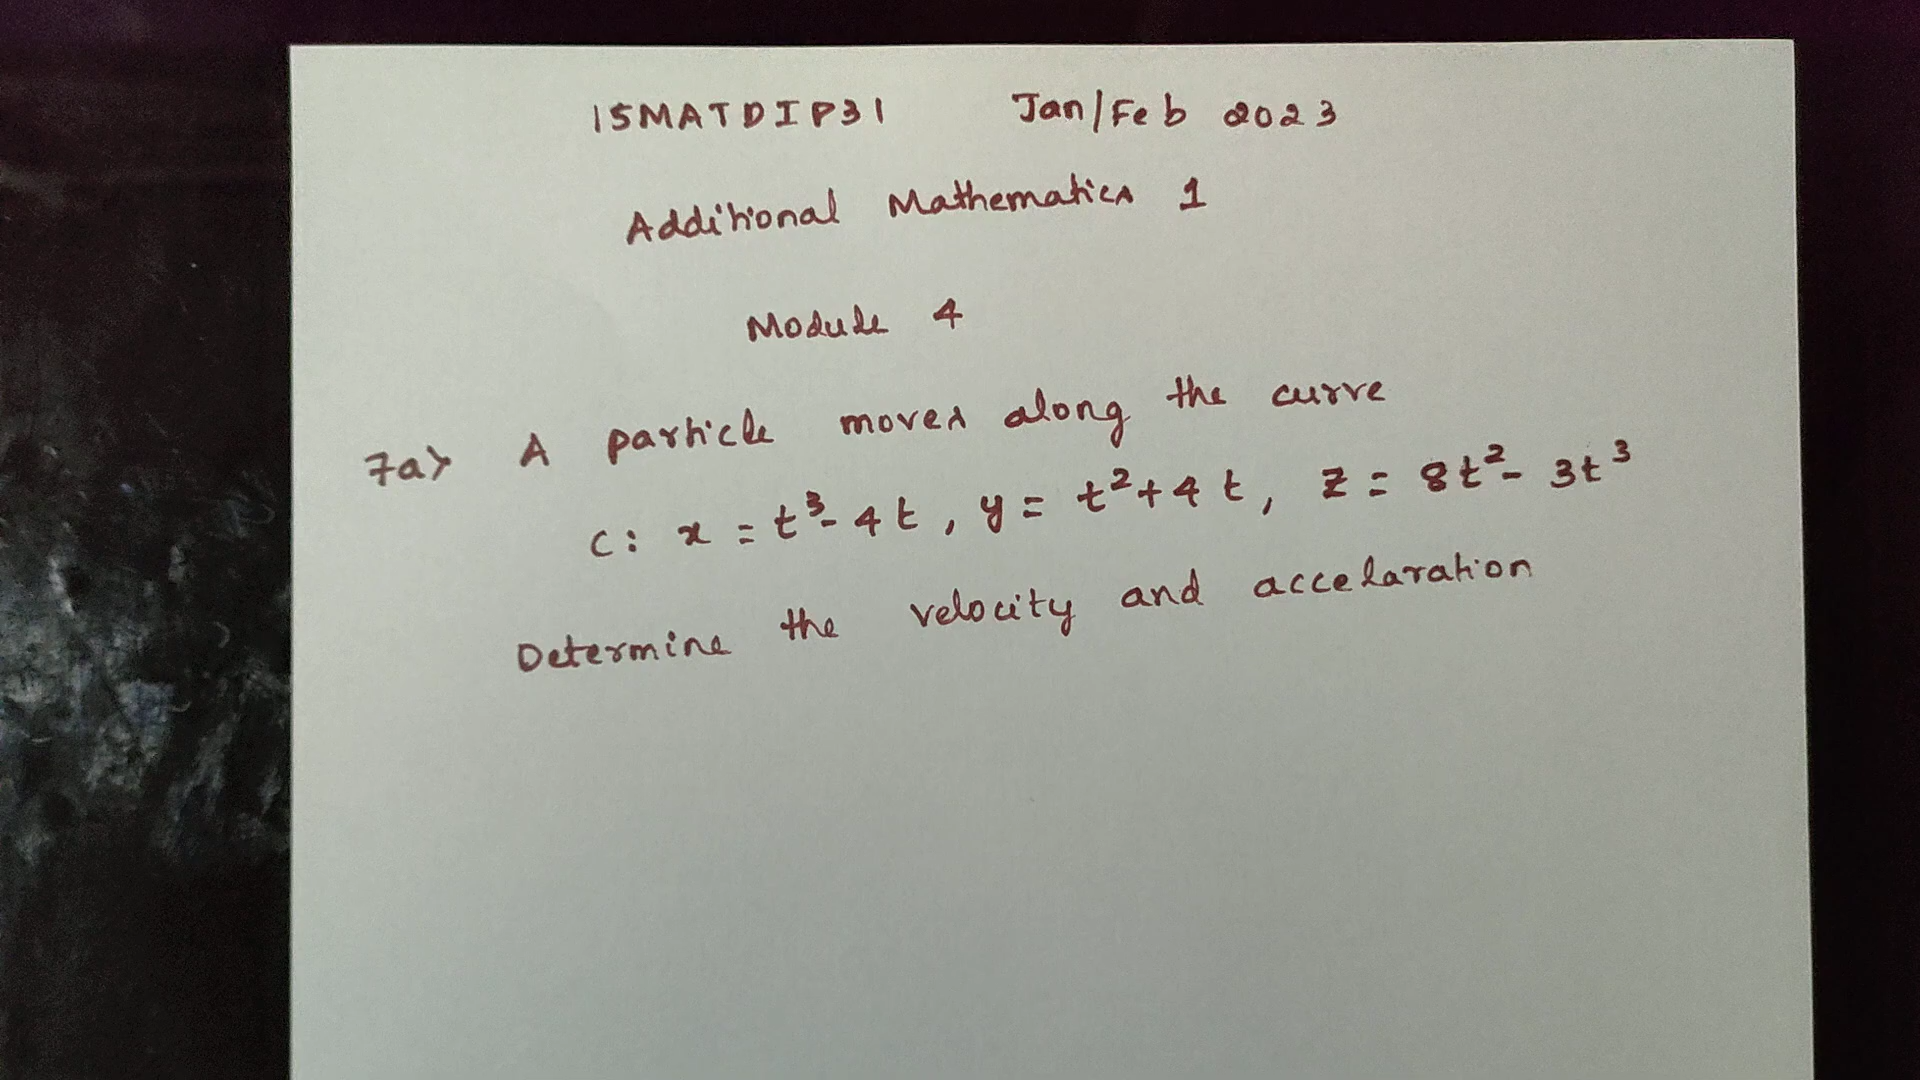 15MATDIP31 Jan/Feb 2023
Additional Mathematics 1
Module 4
7a> A particle moves along the curve
C: x = t³- 4t, y = t²+4t, z = 8t²- 3t³
Determine the velocity and accelaration